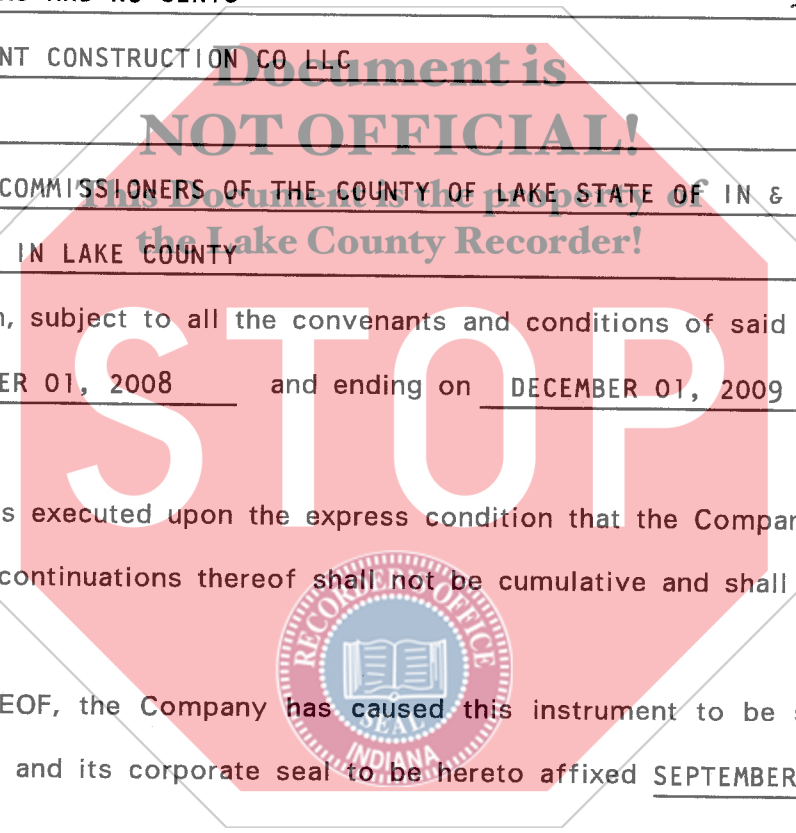 AND NO CENTS
NT CONSTRUCTION CO LLC
Document is
NOT OFFICIAL!
COMMISSIONERS OF THE COUNTY OF LAKE STATE OF IN &
This Document is the property of
the Lake County Recorder!
IN LAKE COUNTY
, subject to all the convenants and conditions of said
ER 01, 2008 and ending on DECEMBER 01, 2009
STOP
s executed upon the express condition that the Compan
continuations thereof shall not be cumulative and shall
RECORDER'S OFFICE
SEAL
INDIANA
EOF, the Company has caused this instrument to be s
and its corporate seal to be hereto affixed SEPTEMBER